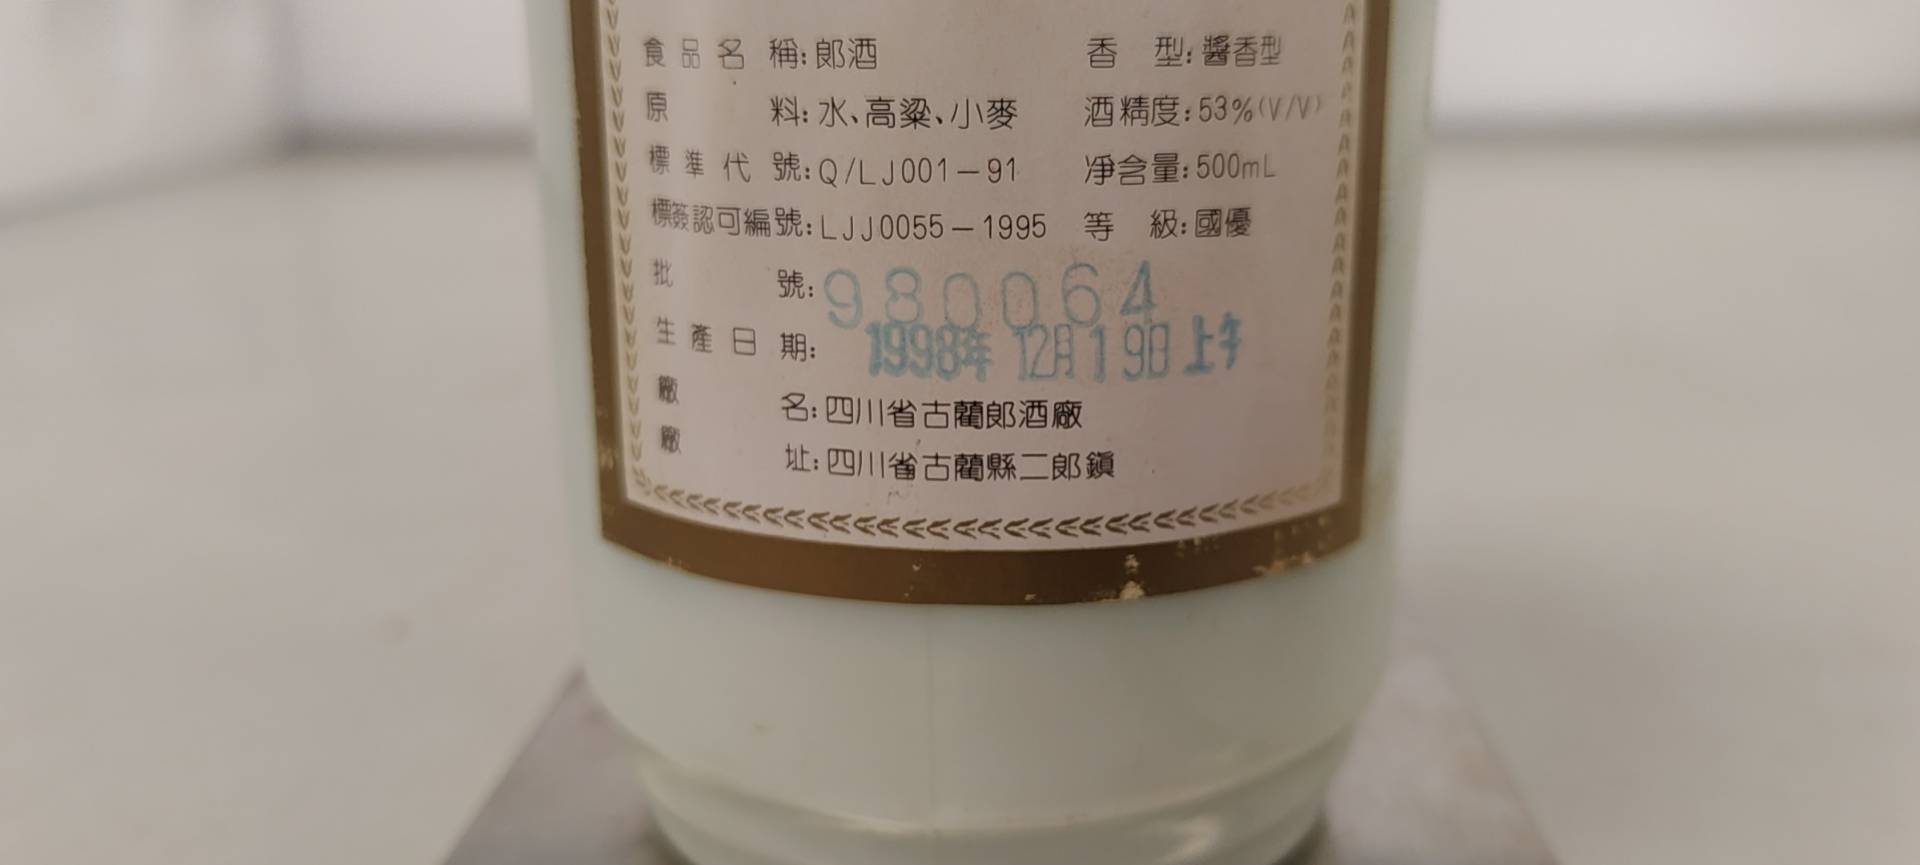 食品名稱:郎酒 香型:醬香型
原料:水、高粱、小麥 酒精度:53%(V/V)
標準代號:Q/LJ001-91 凈含量:500mL
標簽認可編號:LJJ0055-1995 等級:國優
批號:980064
生產日期:1998年12月19日上午
廠名:四川省古藺郎酒廠
廠址:四川省古藺縣二郎鎮